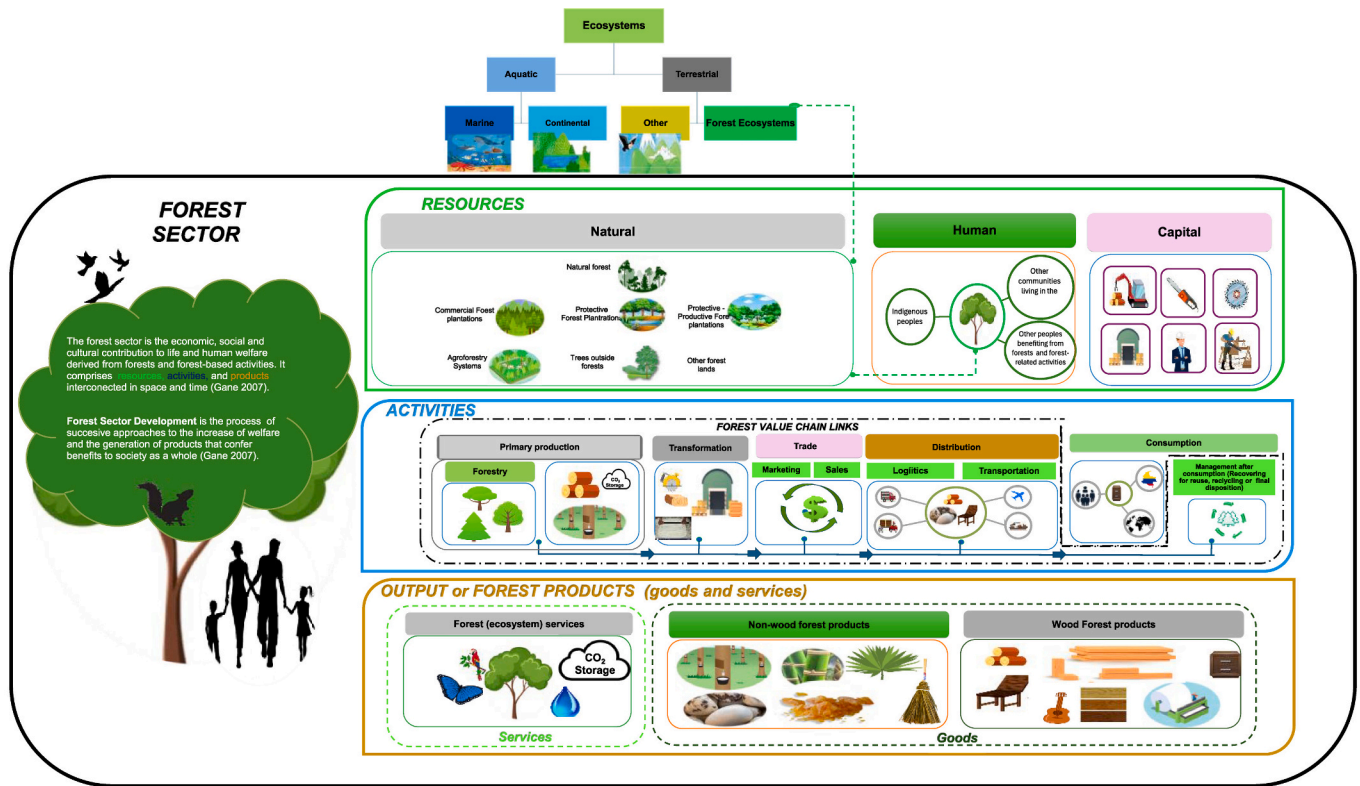 Ecosystems
Aquatic
Terrestrial
Marine
Continental
Other
Forest Ecosystems
FOREST
SECTOR
The forest sector is the economic, social and
cultural contribution to life and human welfare
derived from forests and forest-based activities. It
comprises resources, activities, and products
interconnected in space and time (Gane 2007).
Forest Sector Development is the process of
succesive approaches to the increase of welfare
and the generation of products that confer
benefits to society as a whole (Gane 2007).
RESOURCES
Natural
Natural forest
Commercial Foest
plantations
Protective
Forest Plantration
Protective -
Productive Fore
plantations
Agroforestry
Systems
Trees outside
forests
Other forest
lands
Human
Indigenous
peoples
Other
communities
living in the
Other peoples
benefiting from
forests and forest-
related activities
Capital
ACTIVITIES
FOREST VALUE CHAIN LINKS
Primary production
Forestry
CO2
Storage
Transformation
Trade
Marketing
Sales
Distribution
Logíitics
Transportation
Consumption
Management after
consumption (Recovering
for reuse, reciycling or final
disposition)
OUTPUT or FOREST PRODUCTS (goods and services)
Forest (ecosystem) services
CO2
Storage
Services
Non-wood forest products
Wood Forest products
Goods